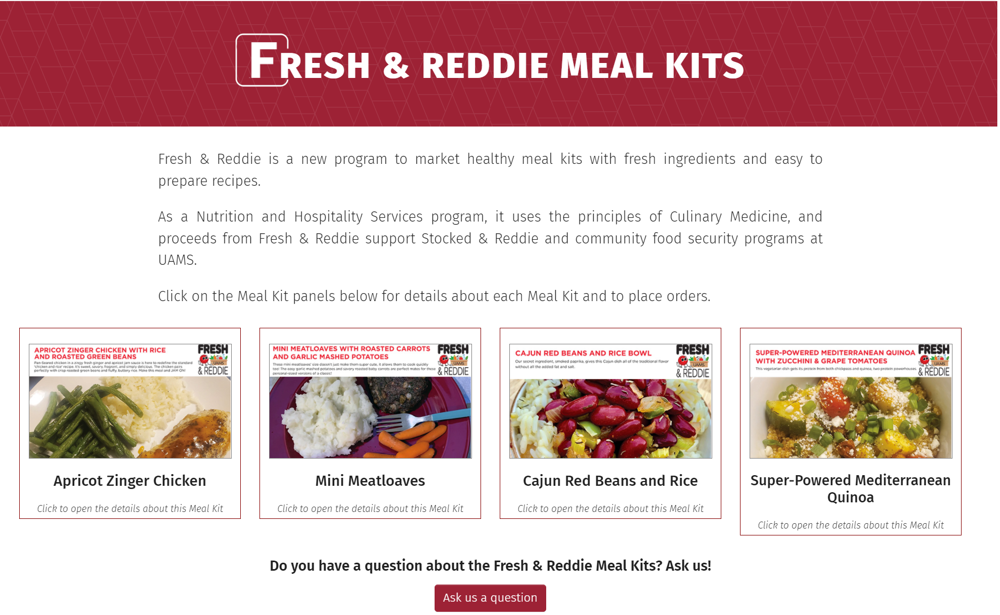 FRESH & REDDIE MEAL KITS
Fresh & Reddie is a new program to market healthy meal kits with fresh ingredients and easy to
prepare recipes.
As a Nutrition and Hospitality Services program, it uses the principles of Culinary Medicine, and
proceeds from Fresh & Reddie support Stocked & Reddie and community food security programs at
UAMS.
Click on the Meal Kit panels below for details about each Meal Kit and to place orders.
APRICOT ZINGER CHICKEN WITH RICE
AND ROASTED GREEN BEANS
Pan-Seared chicken in a zingy fresh ginger and apricot jam sauce is here to redefine the standard
'chicken and rice' recipe. It's sweet, savory, fragrant, and simply delicious. The chicken pairs
perfectly with crisp roasted green beans and fluffy, buttery rice. Make this meal and JAM ON!
FRESH
UAMS
& REDDIE
Apricot Zinger Chicken
Click to open the details about this Meal Kit
MINI MEATLOAVES WITH ROASTED CARROTS
AND GARLIC MASHED POTATOES
These mini meatloaves' size doesn't just make them super cute, it allows them to cook quickly
too! The easy garlic mashed potatoes and savory roasted baby carrots are perfect mates for these
personal-sized versions of a classic!
FRESH
UAMS
& REDDIE
Mini Meatloaves
Click to open the details about this Meal Kit
CAJUN RED BEANS AND RICE BOWL
Our secret ingredient, smoked paprika, gives this Cajun dish all of the traditional flavor
without all the added fat and salt.
FRESH
UAMS
& REDDIE
Cajun Red Beans and Rice
Click to open the details about this Meal Kit
SUPER-POWERED MEDITERRANEAN QUINOA
WITH ZUCCHINI & GRAPE TOMATOES
This vegetarian dish gets its protein from both chickpeas and quinoa, two protein powerhouses.
FRESH
UAMS
& REDDIE
Super-Powered Mediterranean
Quinoa
Click to open the details about this Meal Kit
Do you have a question about the Fresh & Reddie Meal Kits? Ask us!
Ask us a question